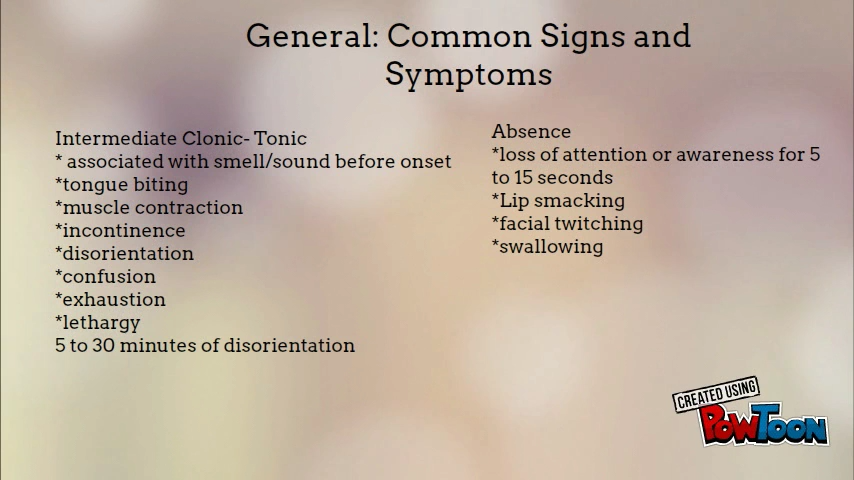 General: Common Signs and
Symptoms
Intermediate Clonic- Tonic
* associated with smell/sound before onset
*tongue biting
*muscle contraction
*incontinence
*disorientation
*confusion
*exhaustion
*lethargy
5 to 30 minutes of disorientation
Absence
*loss of attention or awareness for 5
to 15 seconds
*Lip smacking
*facial twitching
*swallowing
CREATED USING
POWTOON